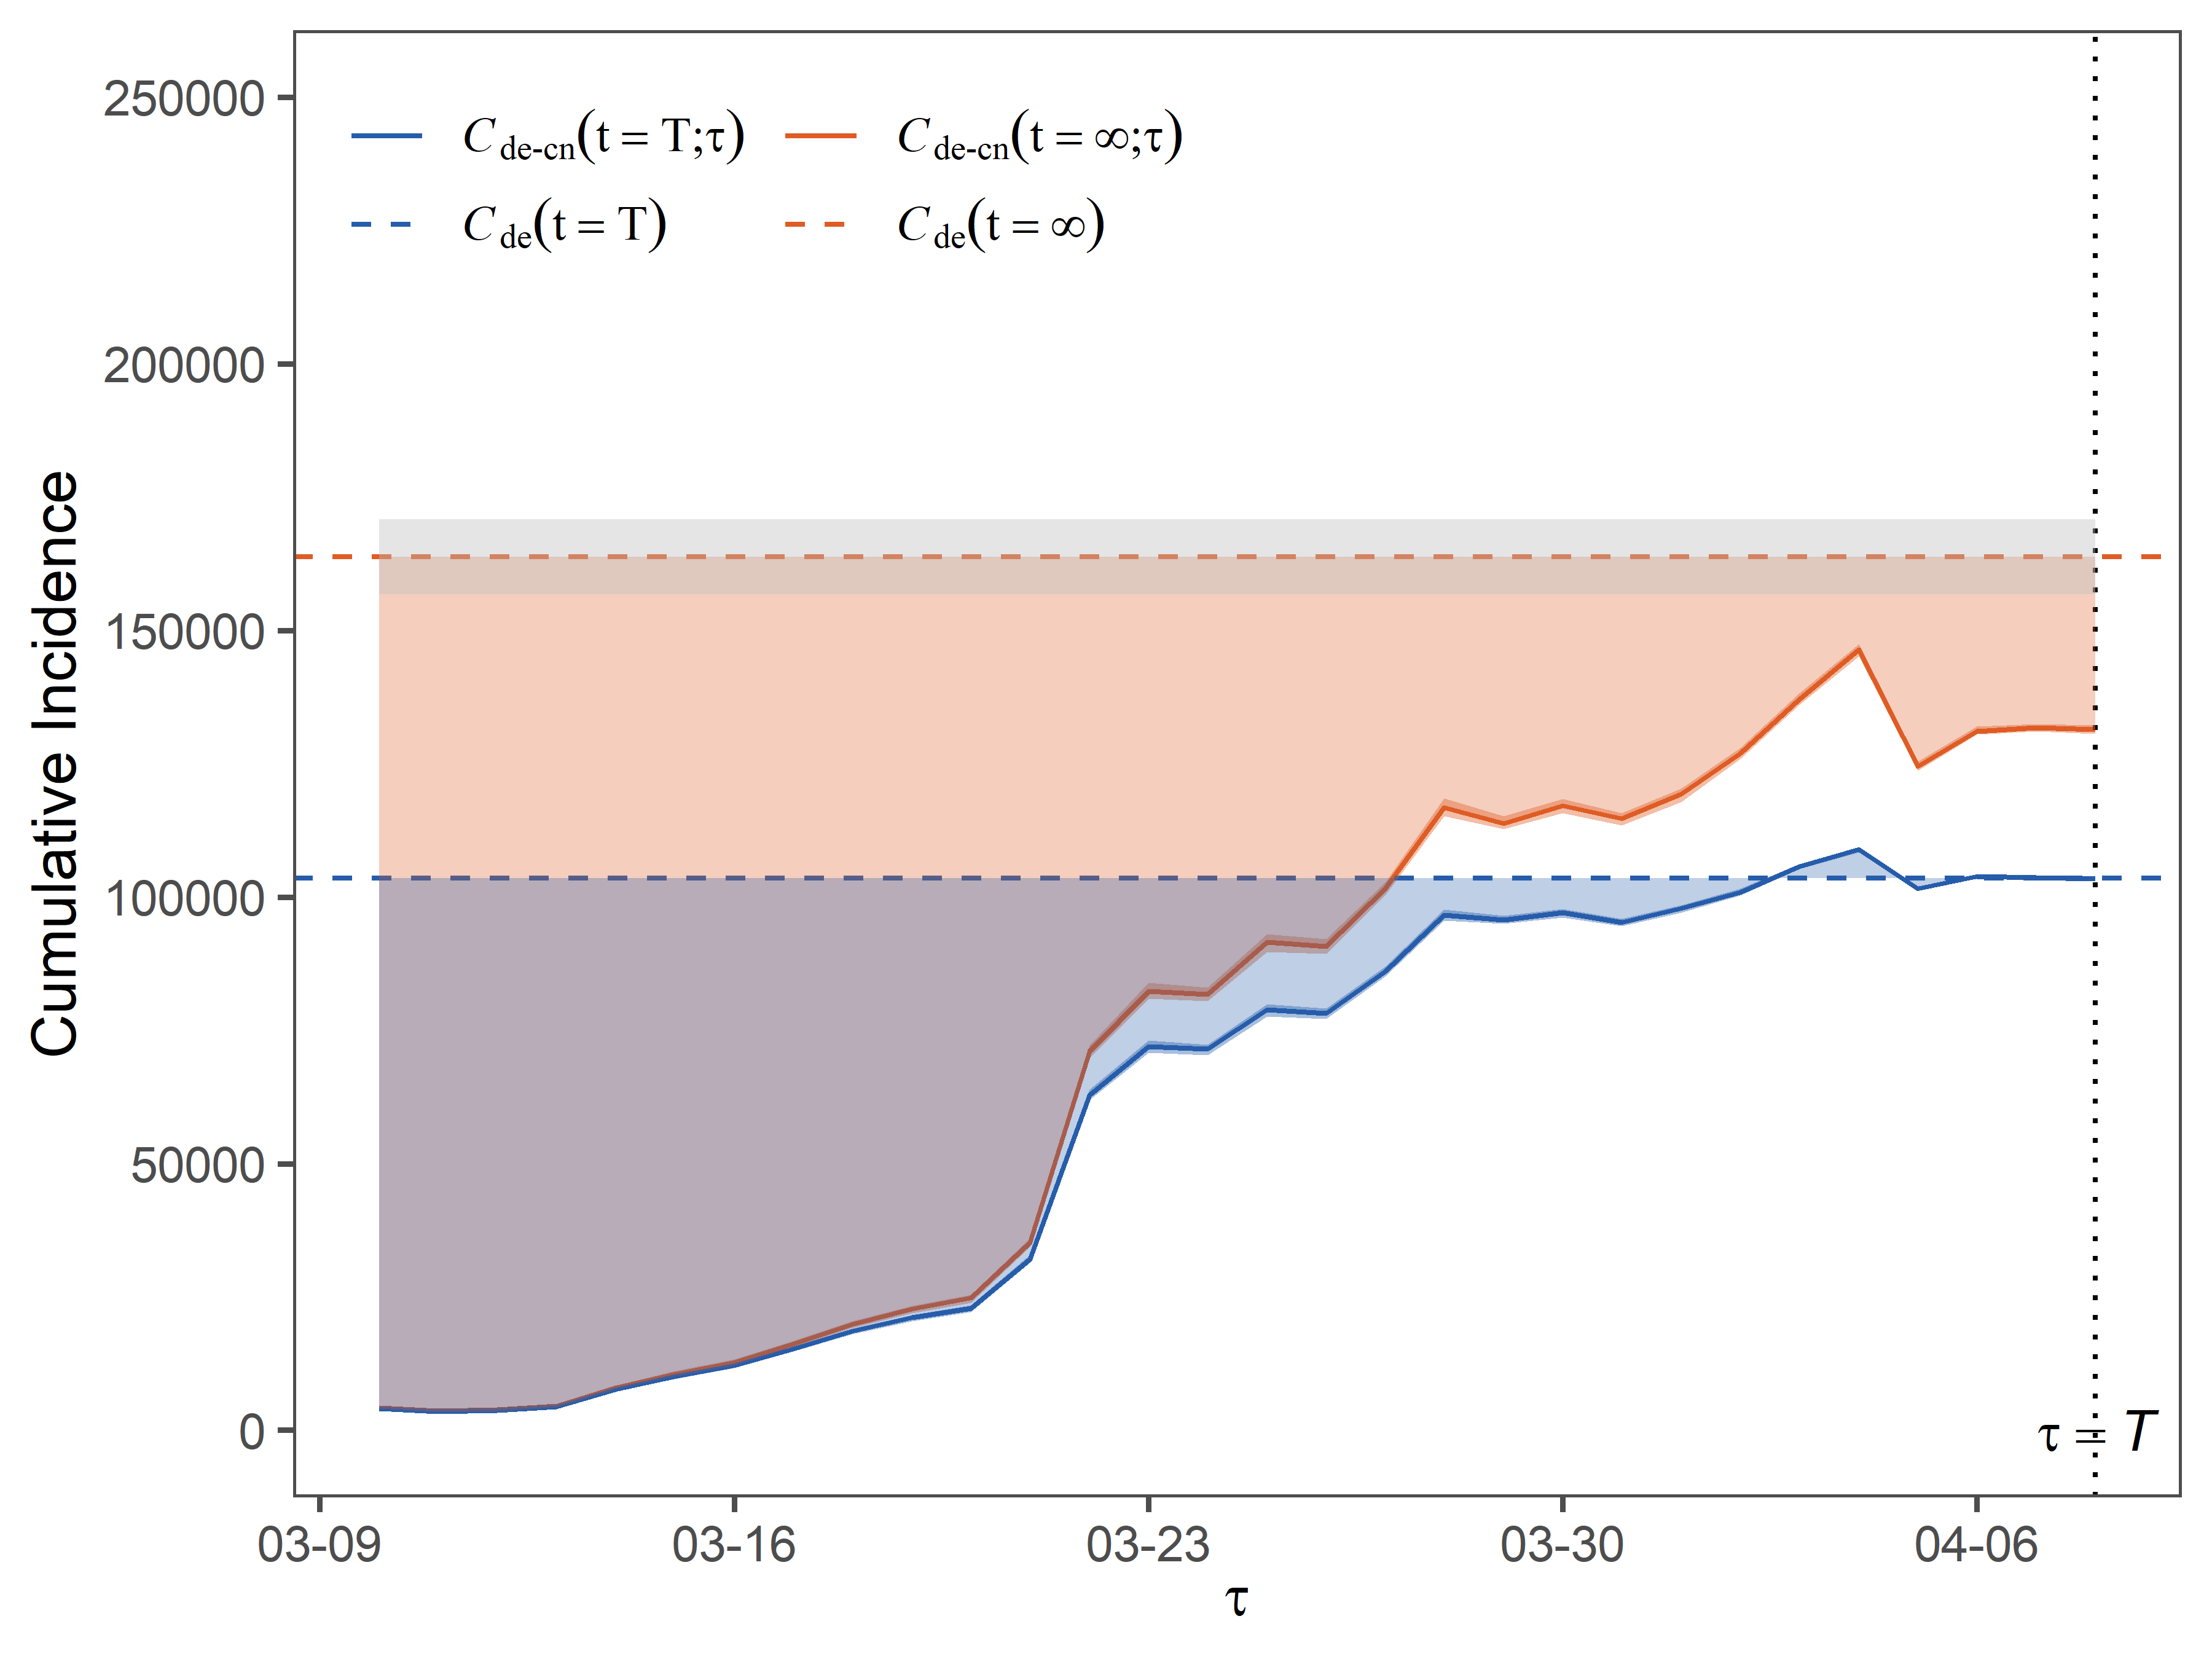 250000
200000
150000
100000
50000
0
Cumulative Incidence
C de-cn(t = T;τ)
C de-cn(t = ∞;τ)
C de(t = T)
C de(t = ∞)
τ = T
03-09
03-16
03-23
03-30
04-06
τ